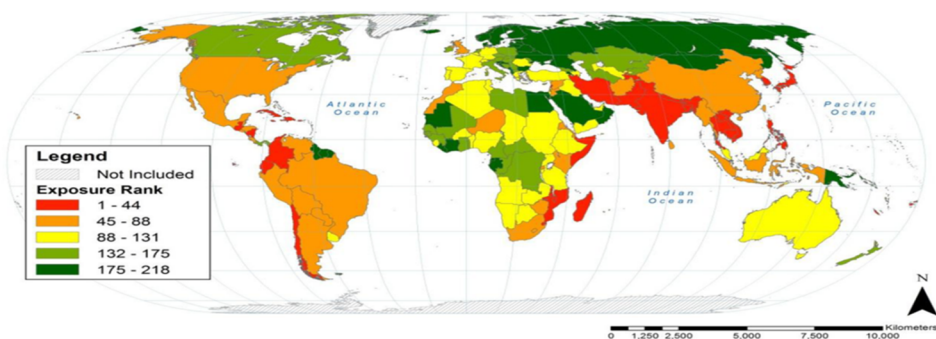 Atlantic
Ocean
Pacific
Ocean
Indian
Ocean
Legend
Not Included
Exposure Rank
1 - 44
45 - 88
88 - 131
132 - 175
175 - 218
N
Kilometers
0 1,250 2,500 5,000 7,500 10,000